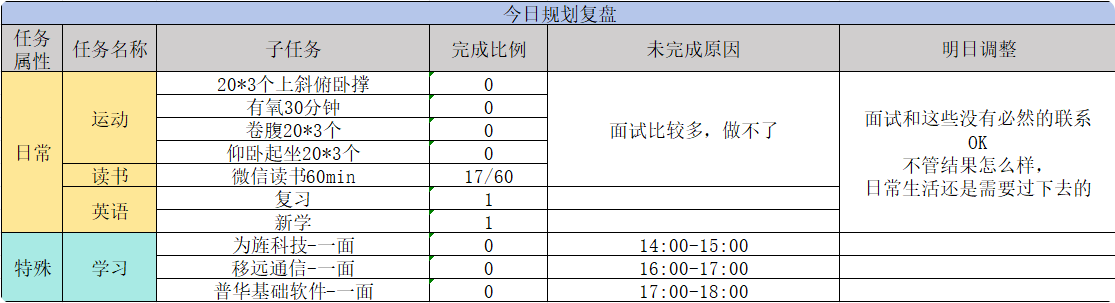 今日规划复盘
任务属性 任务名称 子任务 完成比例 未完成原因 明日调整
日常 运动 20*3个上斜俯卧撑 0 面试比较多，做不了 面试和这些没有必然的联系
OK
不管结果怎么样，
日常生活还是需要过下去的
有氧30分钟 0
卷腹20*3个 0
仰卧起坐20*3个 0
读书 微信读书60min 17/60
英语 复习 1
新学 1
特殊 学习 为旌科技-一面 0 14:00-15:00
移远通信-一面 0 16:00-17:00
普华基础软件-一面 0 17:00-18:00